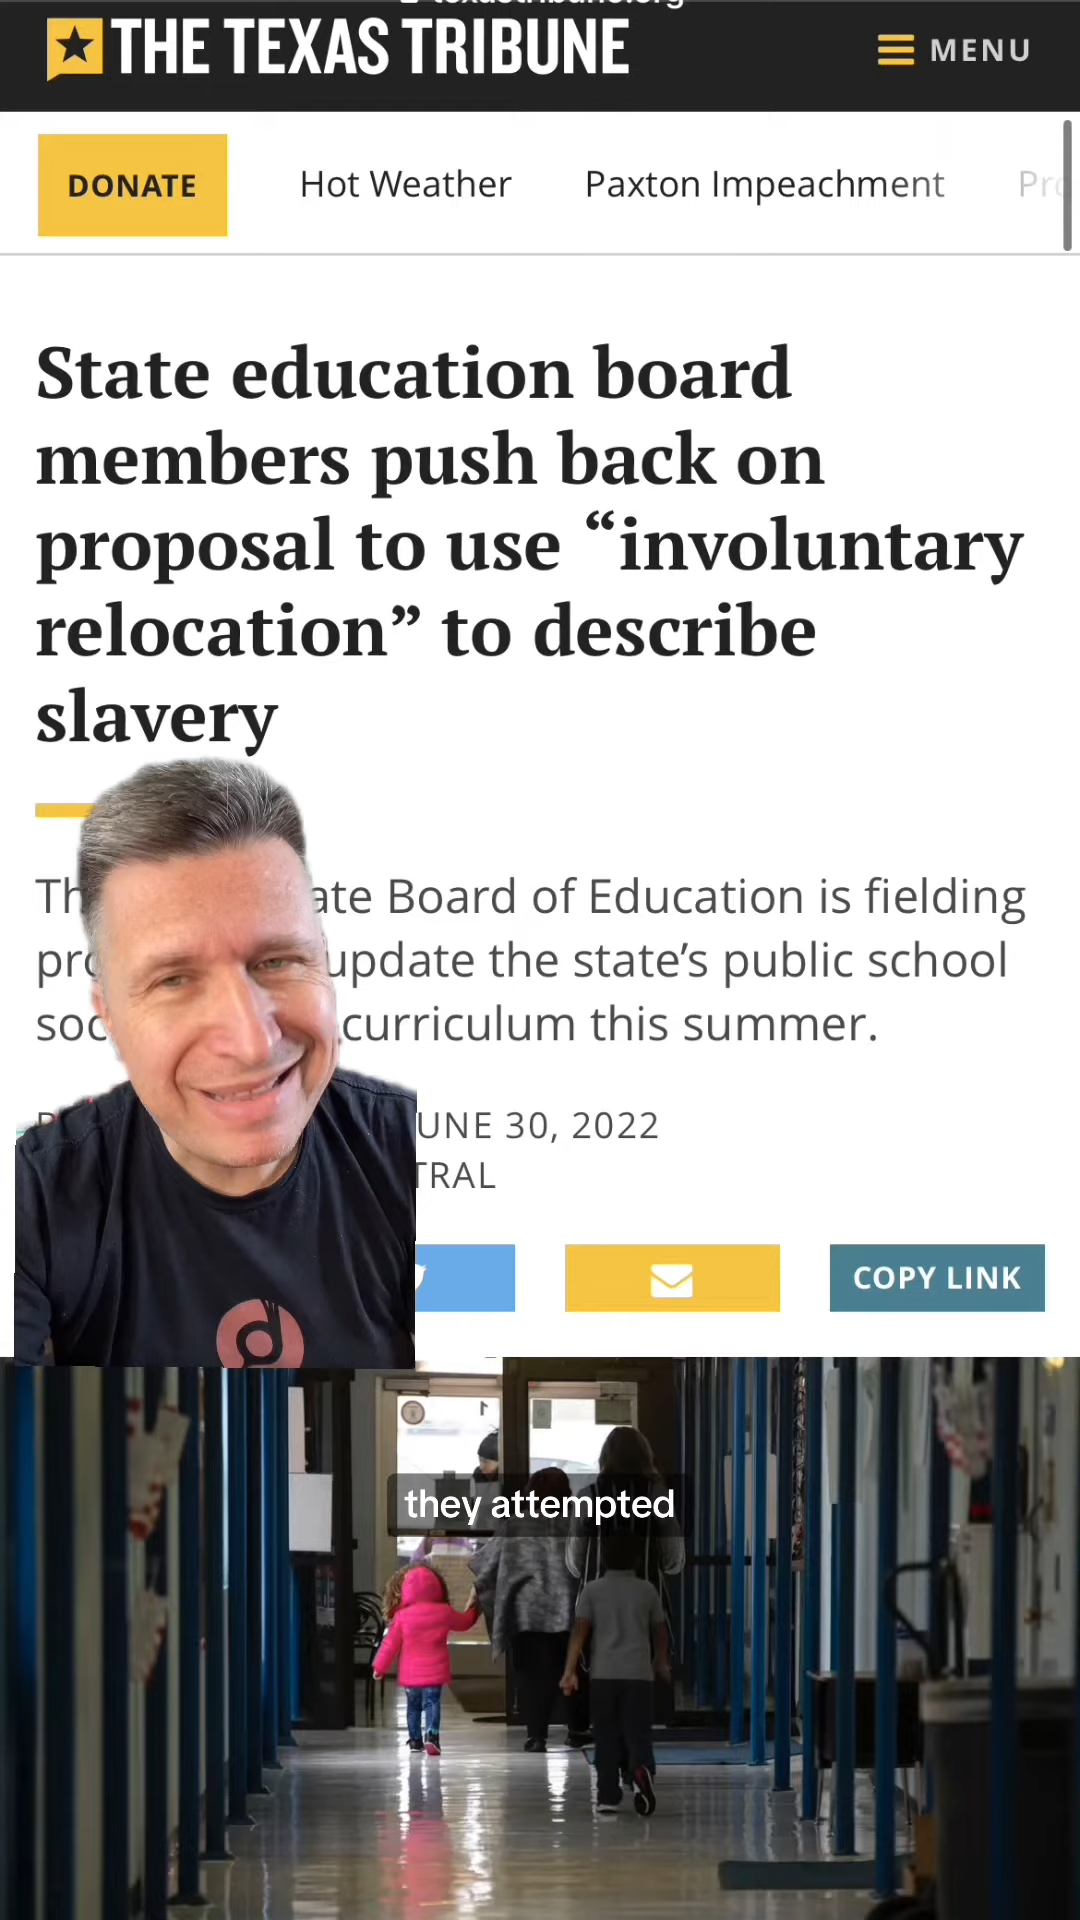 THE TEXAS TRIBUNE
MENU
DONATE
Hot Weather
Paxton Impeachment
State education board
members push back on
proposal to use “involuntary
relocation” to describe
slavery
ate Board of Education is fielding
update the state’s public school
curriculum this summer.
UNE 30, 2022
TRAL
COPY LINK
they attempted